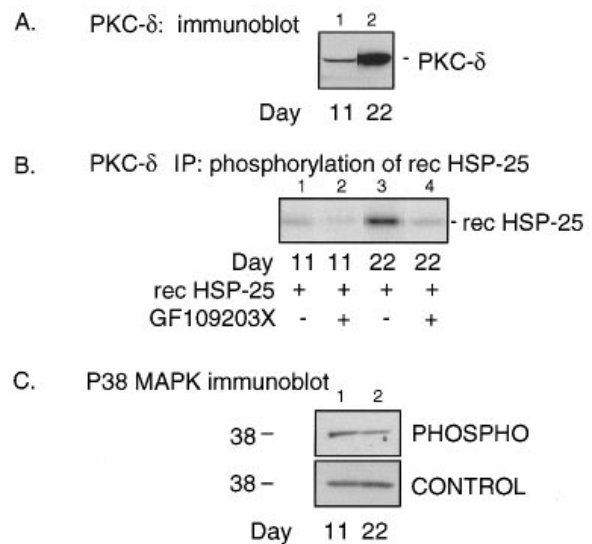 A. PKC-δ: immunoblot
1 2
- PKC-δ
Day 11 22
B. PKC-δ IP: phosphorylation of rec HSP-25
1 2 3 4
- rec HSP-25
Day 11 11 22 22
rec HSP-25 + + + +
GF109203X - + - +
C. P38 MAPK immunoblot
1 2
38 – PHOSPHO
38 – CONTROL
Day 11 22